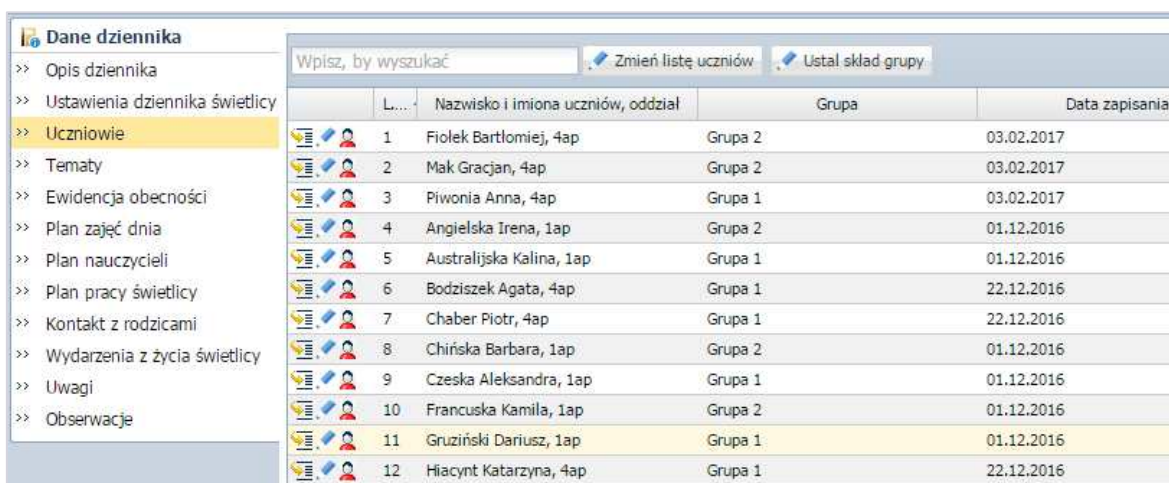 Dane dziennika
>> Opis dziennika
>> Ustawienia dziennika świetlicy
>> Uczniowie
>> Tematy
>> Ewidencja obecności
>> Plan zajęć dnia
>> Plan nauczycieli
>> Plan pracy świetlicy
>> Kontakt z rodzicami
>> Wydarzenia z życia świetlicy
>> Uwagi
>> Obserwacje
Wpisz, by wyszukać Zmień listę uczniów Ustal skład grupy
L... Nazwisko i imiona uczniów, oddział Grupa Data zapisania
1 Fiołek Bartłomiej, 4ap Grupa 2 03.02.2017
2 Mak Gracjan, 4ap Grupa 2 03.02.2017
3 Piwonia Anna, 4ap Grupa 1 03.02.2017
4 Angielska Irena, 1ap Grupa 2 01.12.2016
5 Australijska Kalina, 1ap Grupa 1 01.12.2016
6 Bodziszek Agata, 4ap Grupa 1 22.12.2016
7 Chaber Piotr, 4ap Grupa 1 22.12.2016
8 Chińska Barbara, 1ap Grupa 2 01.12.2016
9 Czeska Aleksandra, 1ap Grupa 1 01.12.2016
10 Francuska Kamila, 1ap Grupa 2 01.12.2016
11 Gruziński Dariusz, 1ap Grupa 1 01.12.2016
12 Hiacynt Katarzyna, 4ap Grupa 1 22.12.2016